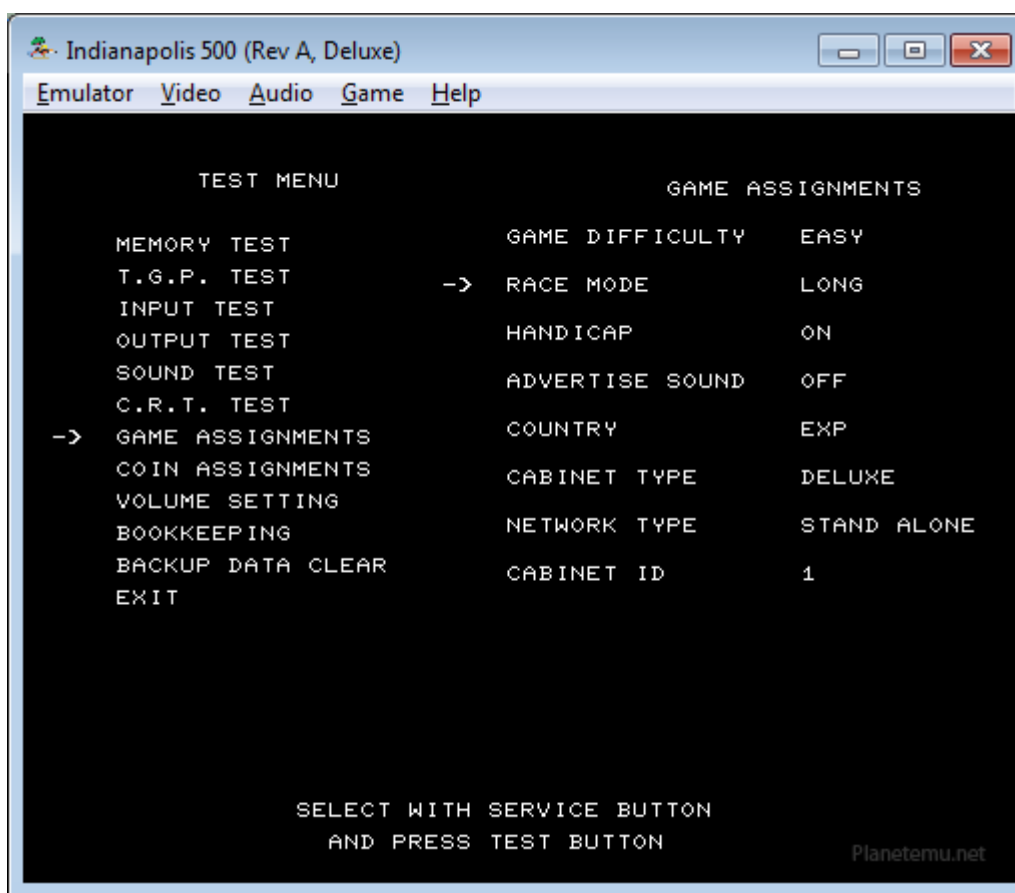 Indianapolis 500 (Rev A, Deluxe)
Emulator Video Audio Game Help
TEST MENU
MEMORY TEST
T.G.P. TEST
INPUT TEST
OUTPUT TEST
SOUND TEST
C.R.T. TEST
-> GAME ASSIGNMENTS
COIN ASSIGNMENTS
VOLUME SETTING
BOOKKEEPING
BACKUP DATA CLEAR
EXIT
GAME ASSIGNMENTS
GAME DIFFICULTY EASY
-> RACE MODE LONG
HANDICAP ON
ADVERTISE SOUND OFF
COUNTRY EXP
CABINET TYPE DELUXE
NETWORK TYPE STAND ALONE
CABINET ID 1
SELECT WITH SERVICE BUTTON
AND PRESS TEST BUTTON
Planetemu.net